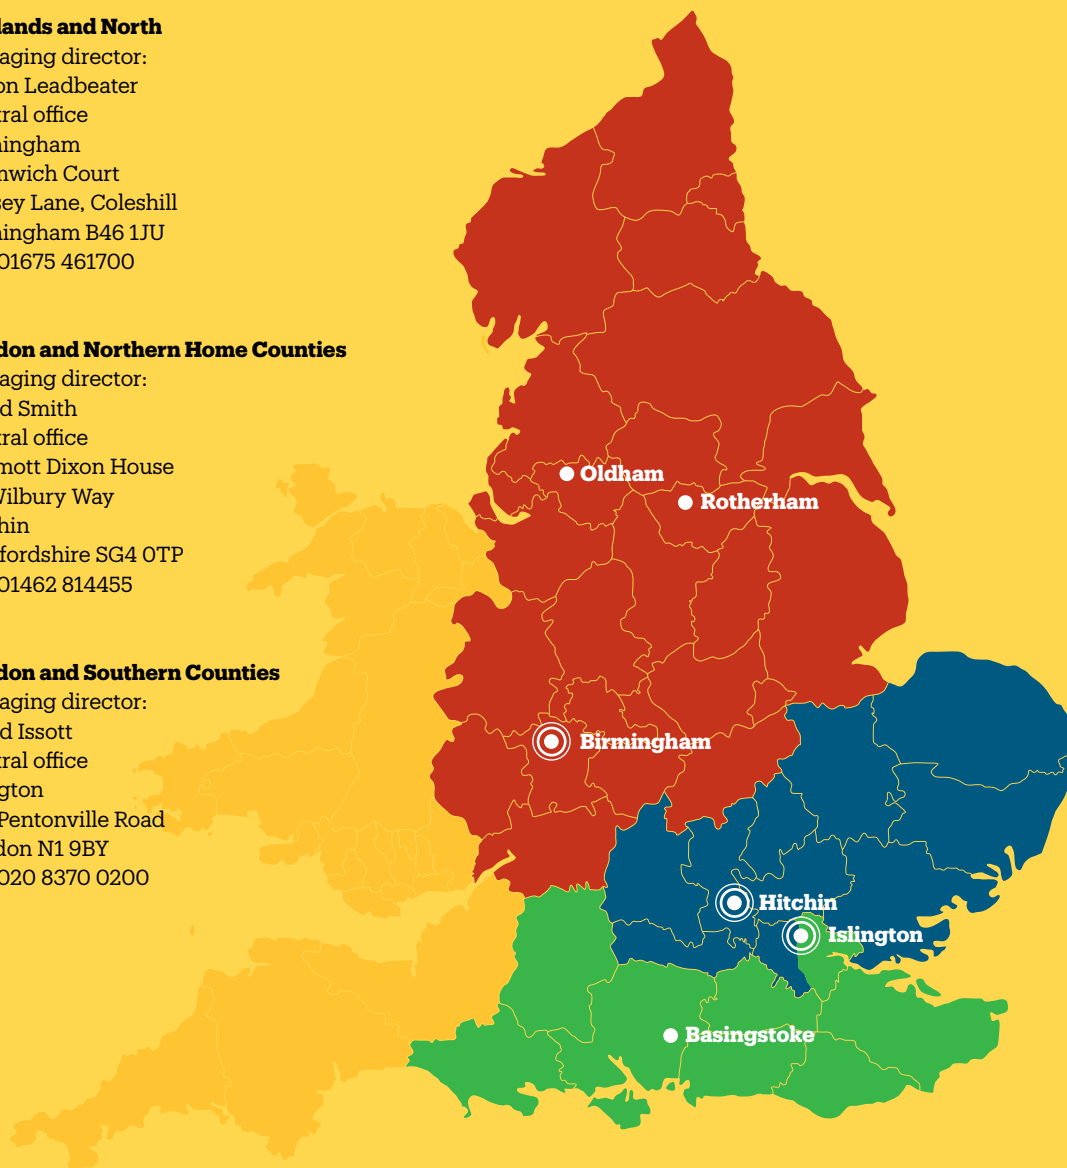 lands and North
aging director:
on Leadbeater
tral office
ningham
nwich Court
sey Lane, Coleshill
ningham B46 1JU
01675 461700
don and Northern Home Counties
aging director:
d Smith
tral office
mott Dixon House
Wilbury Way
hin
fordshire SG4 0TP
01462 814455
don and Southern Counties
aging director:
d Issott
tral office
gton
Pentonville Road
don N1 9BY
020 8370 0200
Oldham
Rotherham
Birmingham
Hitchin
Islington
Basingstoke